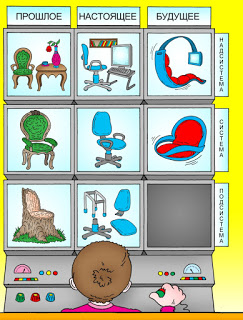 ПРОШЛОЕ НАСТОЯЩЕЕ БУДУЩЕЕ
НАДСИСТЕМА
СИСТЕМА
ПОДСИСТЕМА